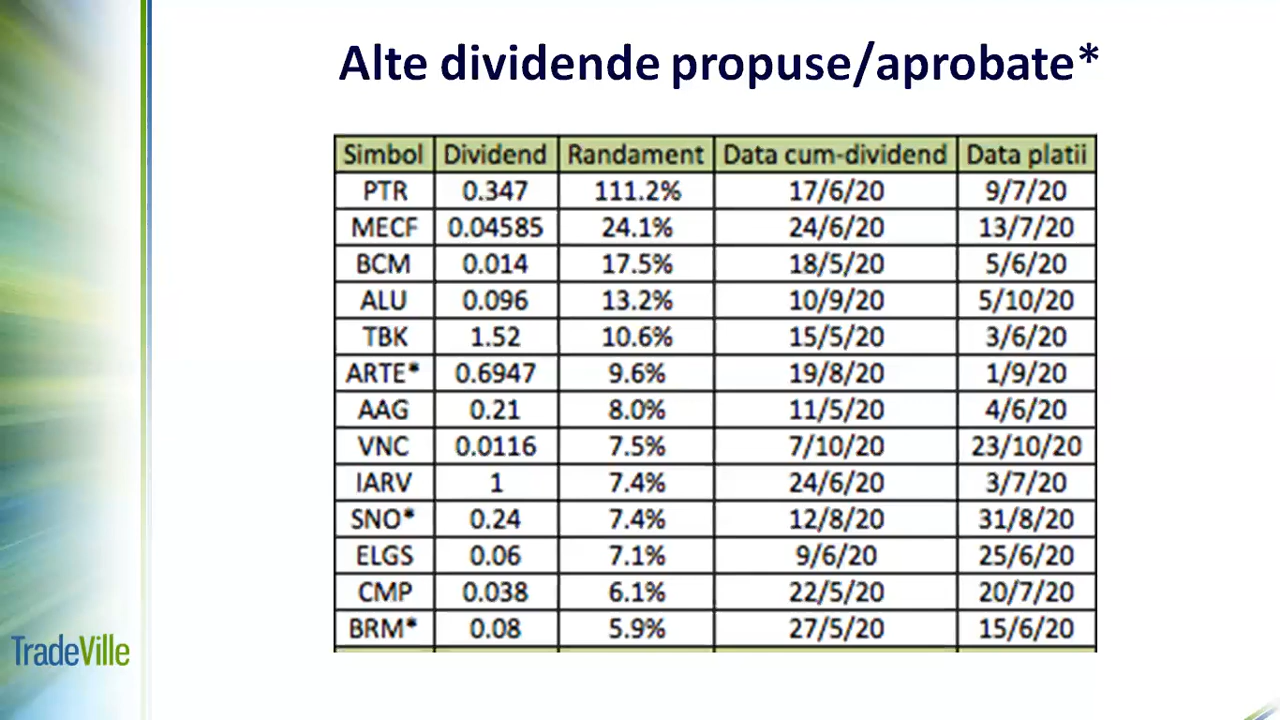 Alte dividende propuse/aprobate*
Simbol Dividend Randament Data cum-dividend Data platii
PTR 0.347 111.2% 17/6/20 9/7/20
MECF 0.04585 24.1% 24/6/20 13/7/20
BCM 0.014 17.5% 18/5/20 5/6/20
ALU 0.096 13.2% 10/9/20 5/10/20
TBK 1.52 10.6% 15/5/20 3/6/20
ARTE* 0.6947 9.6% 19/8/20 1/9/20
AAG 0.21 8.0% 11/5/20 4/6/20
VNC 0.0116 7.5% 7/10/20 23/10/20
IARV 1 7.4% 24/6/20 3/7/20
SNO* 0.24 7.4% 12/8/20 31/8/20
ELGS 0.06 7.1% 9/6/20 25/6/20
CMP 0.038 6.1% 22/5/20 20/7/20
BRM* 0.08 5.9% 27/5/20 15/6/20
TradeVille